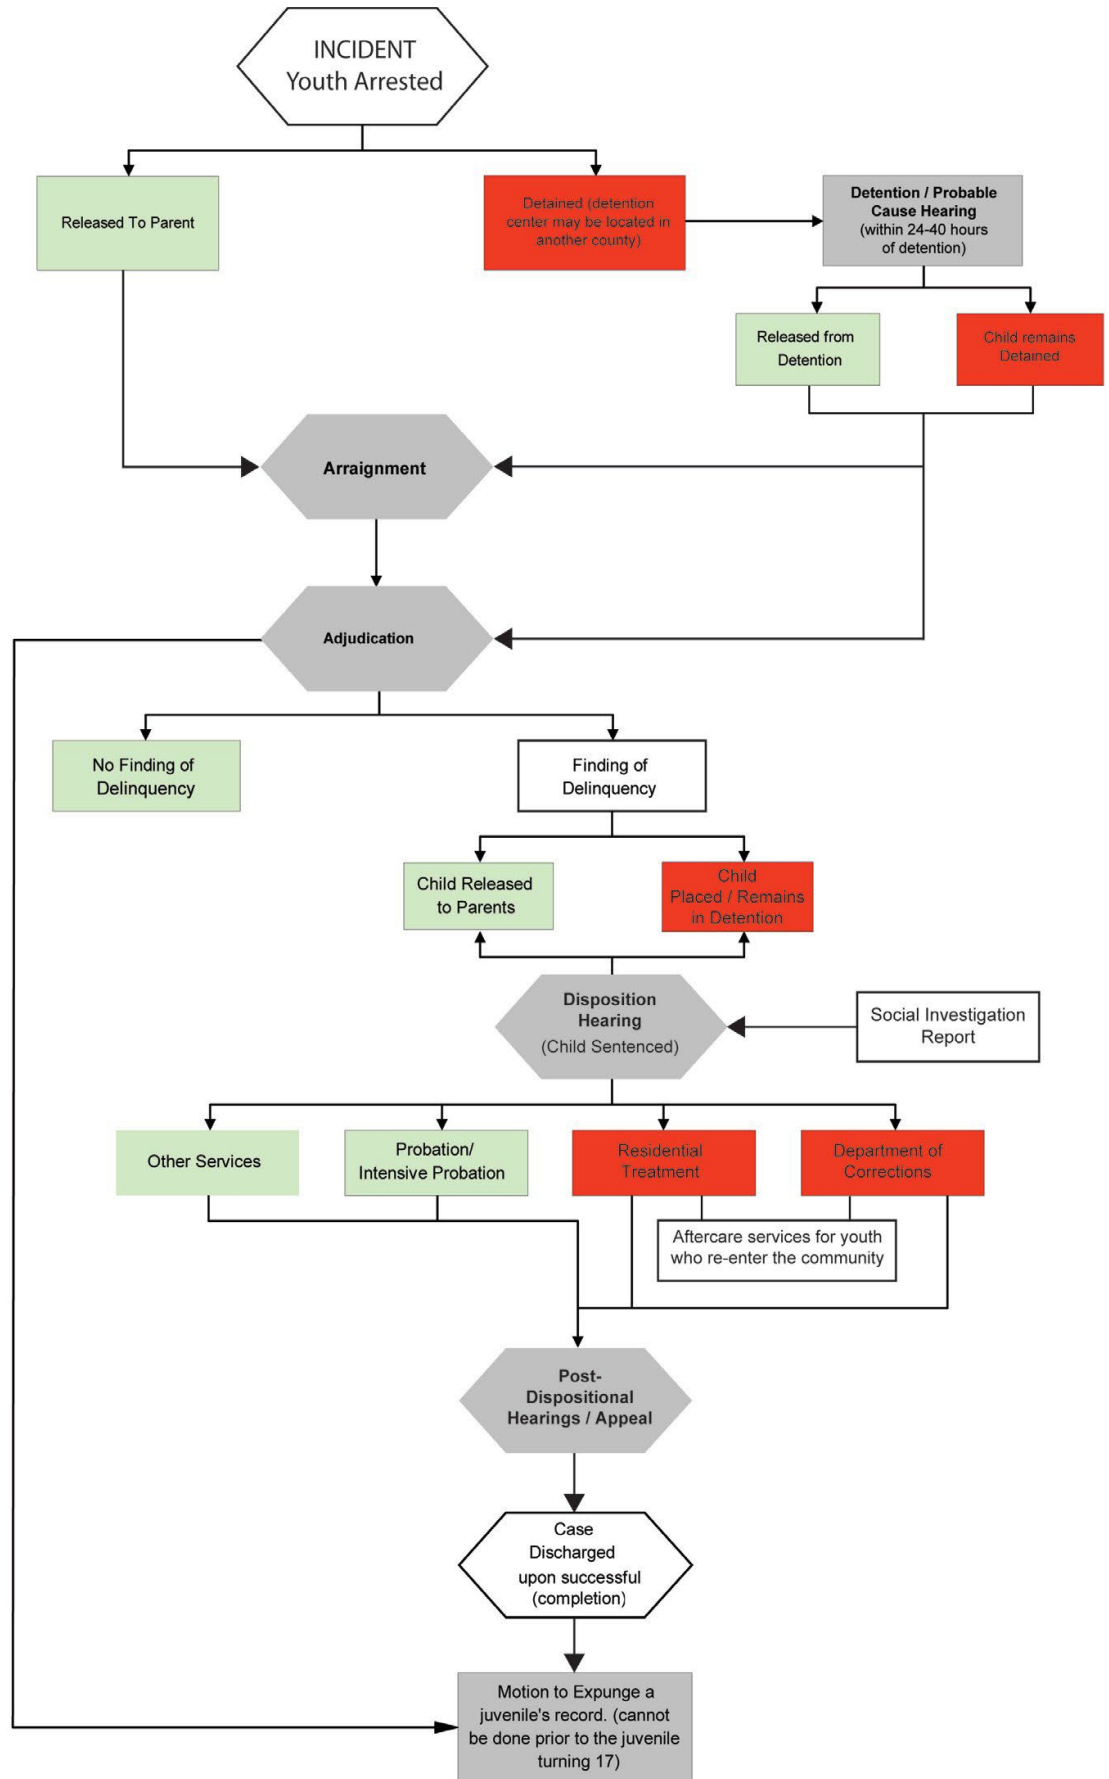 INCIDENT
Youth Arrested
Released To Parent
Detained (detention
center may be located in
another county)
Detention / Probable
Cause Hearing
(within 24-40 hours
of detention)
Released from
Detention
Child remains
Detained
Arraignment
Adjudication
No Finding of
Delinquency
Finding of
Delinquency
Child Released
to Parents
Child
Placed / Remains
in Detention
Disposition
Hearing
(Child Sentenced)
Social Investigation
Report
Other Services
Probation/
Intensive Probation
Residential
Treatment
Department of
Corrections
Aftercare services for youth
who re-enter the community
Post-
Dispositional
Hearings / Appeal
Case
Discharged
upon successful
(completion)
Motion to Expunge a
juvenile's record. (cannot
be done prior to the juvenile
turning 17)